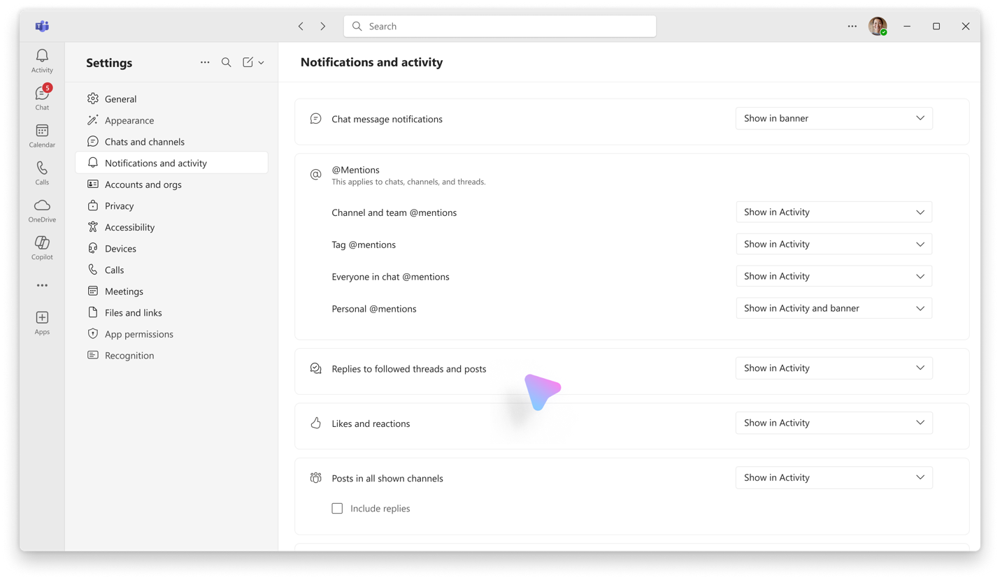 Search
Activity
5
Chat
Calendar
Calls
OneDrive
Copilot
Apps
Settings
General
Appearance
Chats and channels
Notifications and activity
Accounts and orgs
Privacy
Accessibility
Devices
Calls
Meetings
Files and links
App permissions
Recognition
Notifications and activity
Chat message notifications
Show in banner
@Mentions
This applies to chats, channels, and threads.
Channel and team @mentions
Show in Activity
Tag @mentions
Show in Activity
Everyone in chat @mentions
Show in Activity
Personal @mentions
Show in Activity and banner
Replies to followed threads and posts
Show in Activity
Likes and reactions
Show in Activity
Posts in all shown channels
Show in Activity
Include replies